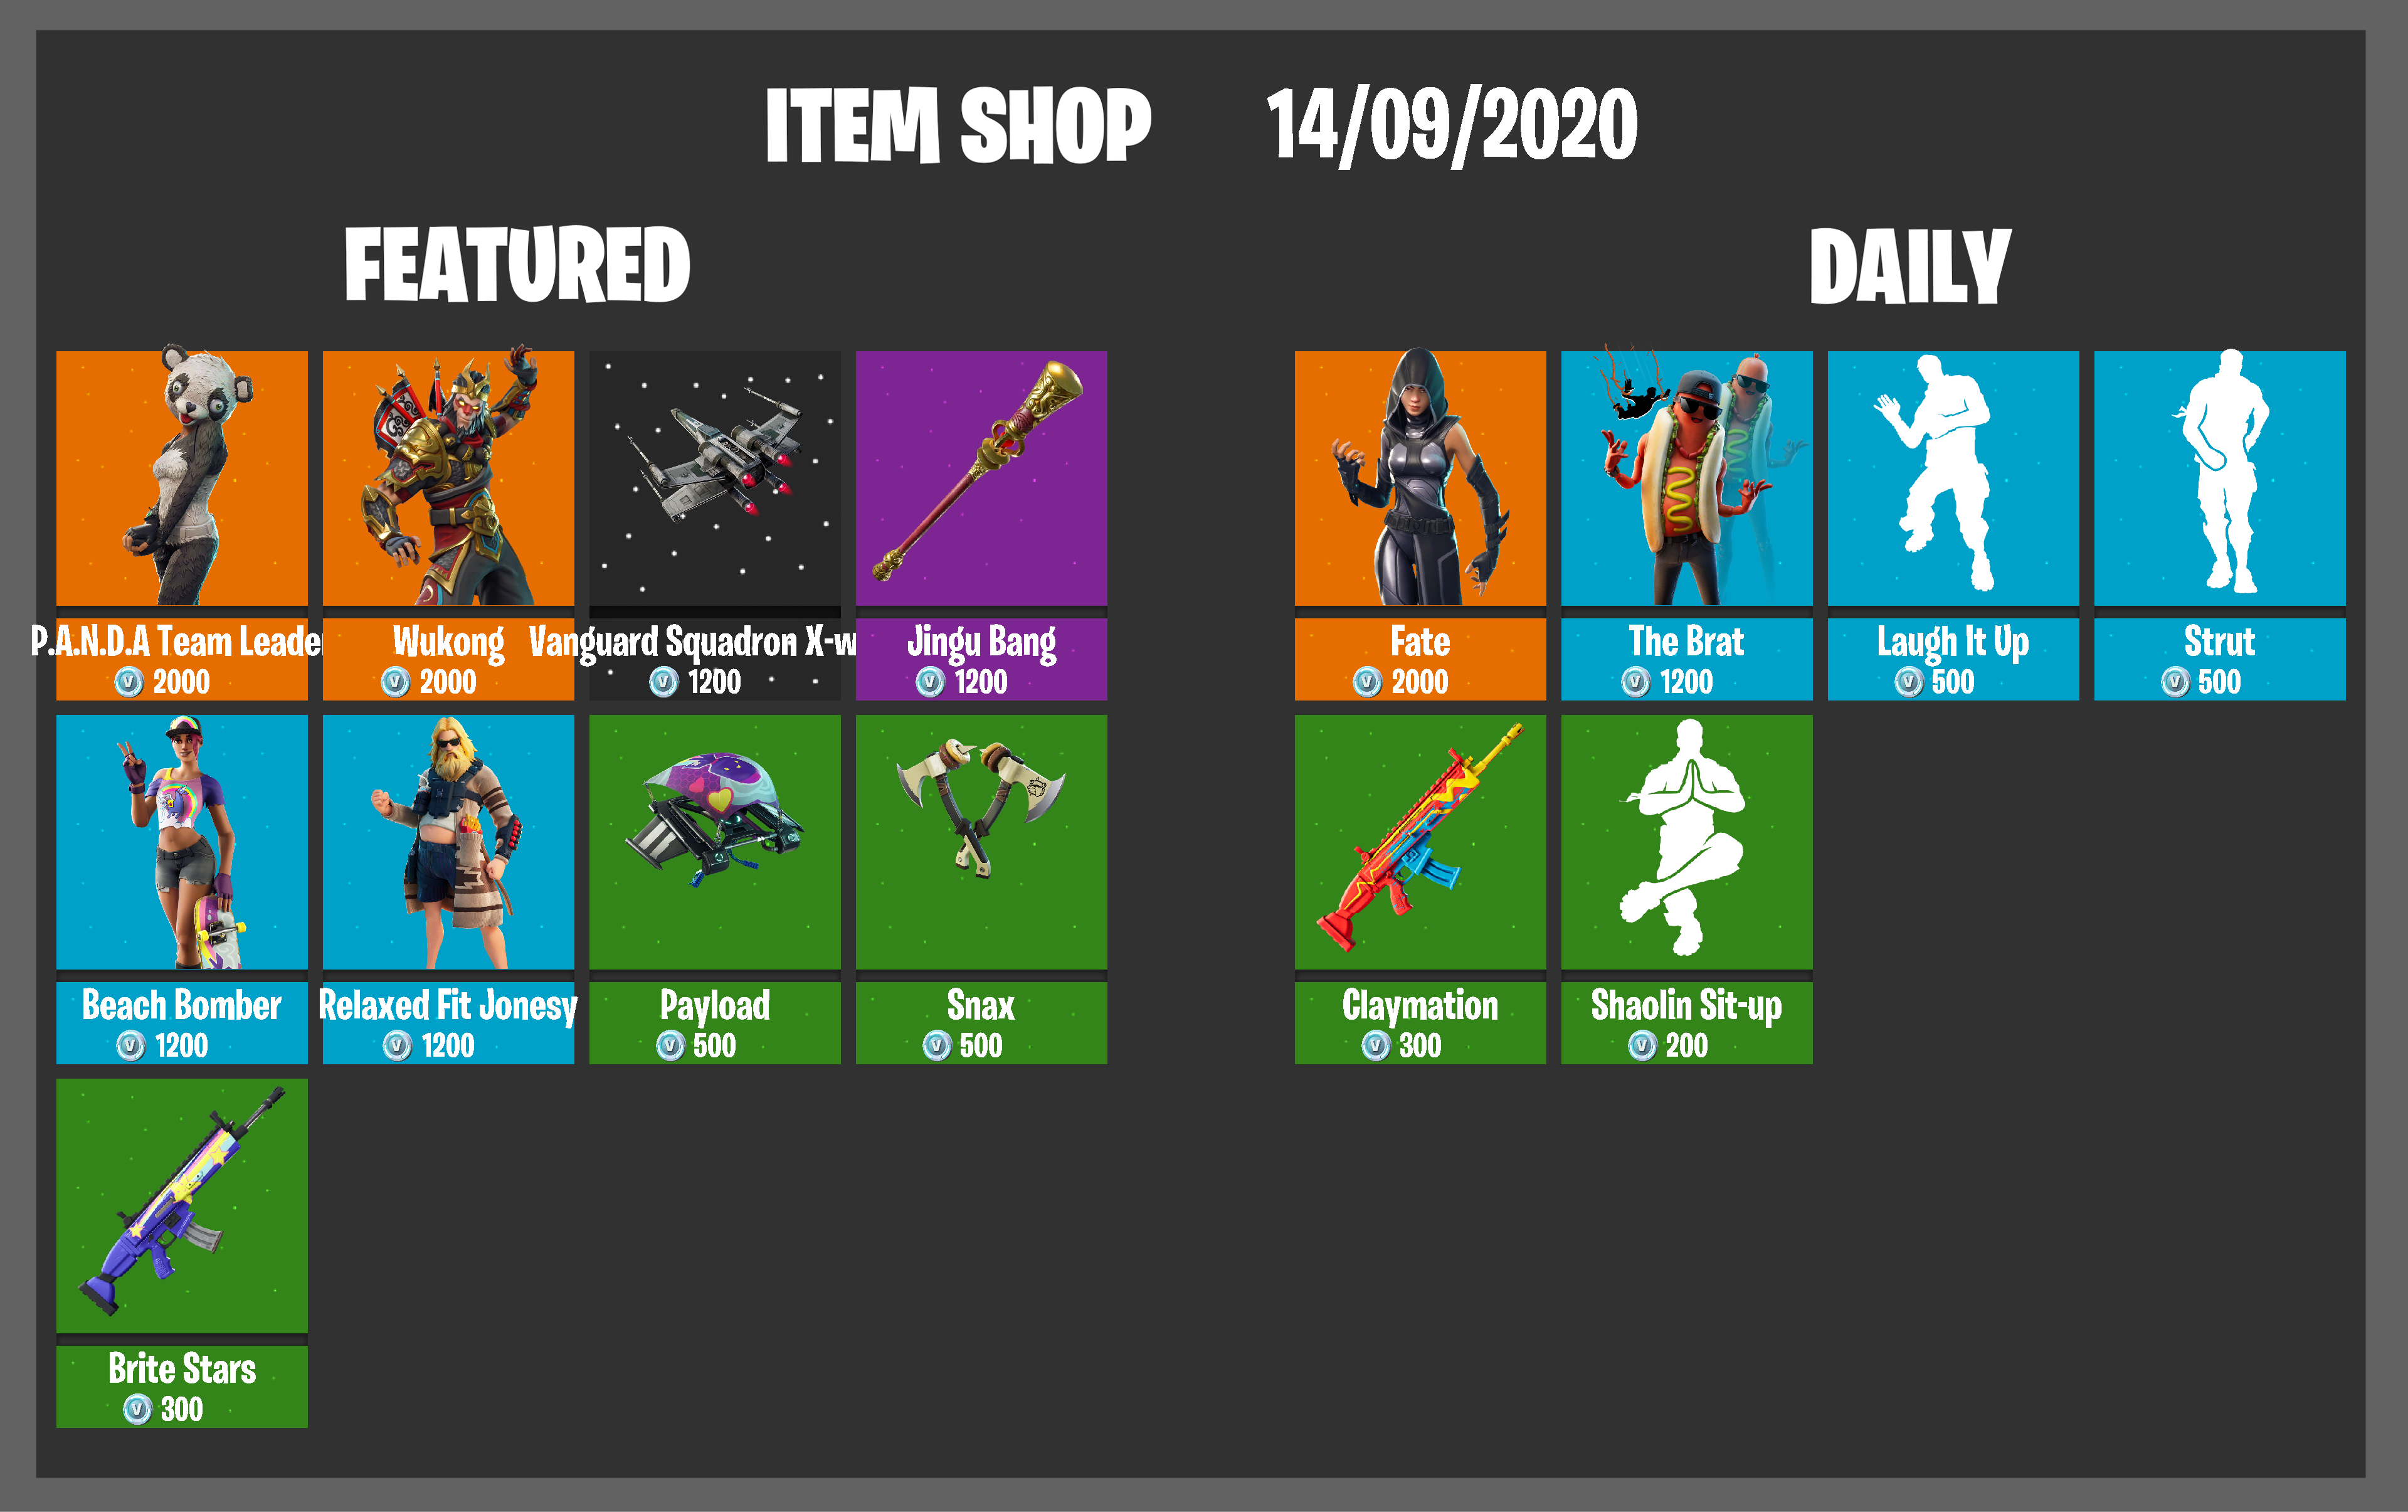 ITEM SHOP 14/09/2020
FEATURED
DAILY
P.A.N.D.A Team Leader
2000
Wukong
2000
Vanguard Squadron X-w
1200
Jingu Bang
1200
Fate
2000
The Brat
1200
Laugh It Up
500
Strut
500
Beach Bomber
1200
Relaxed Fit Jonesy
1200
Payload
500
Snax
500
Claymation
300
Shaolin Sit-up
200
Brite Stars
300